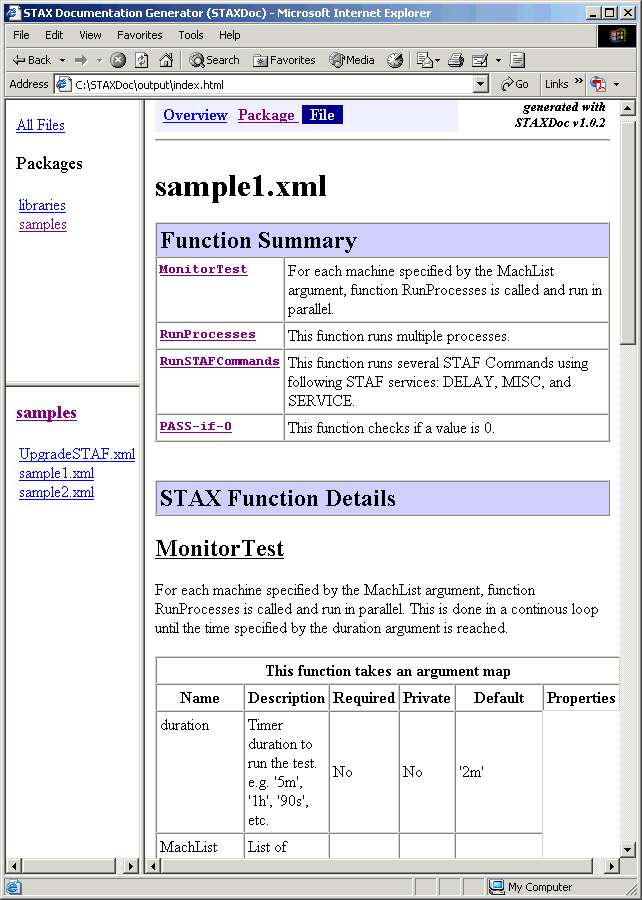 STAX Documentation Generator (STAXDoc) - Microsoft Internet Explorer
File Edit View Favorites Tools Help
Back Search Favorites Media
Address C:\STAXDoc\output\index.html Go Links »
All Files
Packages
libraries
samples
samples
UpgradeSTAF.xml
sample1.xml
sample2.xml
Overview Package File
generated with
STAXDoc v1.0.2
sample1.xml
Function Summary
MonitorTest
For each machine specified by the MachList
argument, function RunProcesses is called and run in
parallel.
RunProcesses
This function runs multiple processes.
RunSTAFCommands
This function runs several STAF Commands using
following STAF services: DELAY, MISC, and
SERVICE.
PASS-if-0
This function checks if a value is 0.
STAX Function Details
MonitorTest
For each machine specified by the MachList argument, function
RunProcesses is called and run in parallel. This is done in a continous loop
until the time specified by the duration argument is reached.
This function takes an argument map
Name Description Required Private Default Properties
duration
Timer
duration to
run the test.
e.g. '5m',
'1h', '90s',
etc.
No No '2m'
MachList List of
My Computer